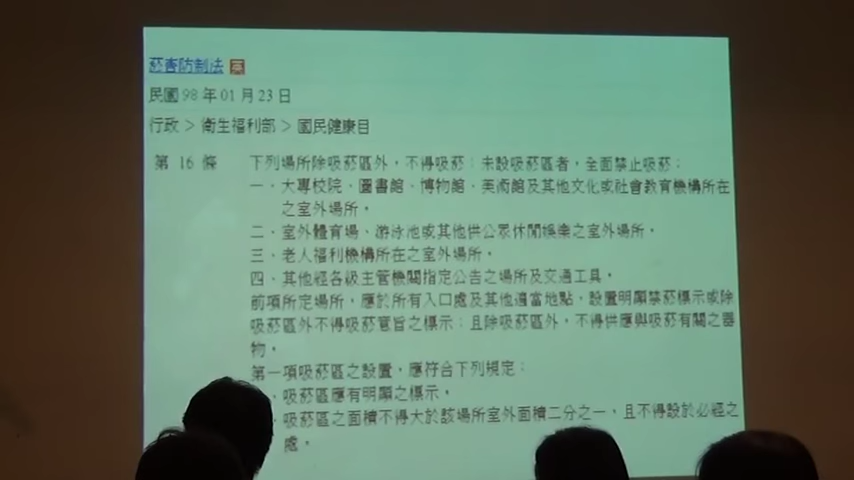 菸害防制法 英
民國 98 年 01 月 23 日
行政 > 衛生福利部 > 國民健康目
第 16 條 下列場所除吸菸區外，不得吸菸；未設吸菸區者，全面禁止吸菸：
一、大專校院、圖書館、博物館、美術館及其他文化或社會教育機構所在
之室外場所。
二、室外體育場、游泳池或其他供公眾休閒娛樂之室外場所。
三、老人福利機構所在之室外場所。
四、其他經各級主管機關指定公告之場所及交通工具。
前項所定場所，應於所有入口處及其他適當地點，設置明顯禁菸標示或除
吸菸區外不得吸菸意旨之標示；且除吸菸區外，不得供應與吸菸有關之器
物。
第一項吸菸區之設置，應符合下列規定：
吸菸區應有明顯之標示。
吸菸區之面積不得大於該場所室外面積二分之一，且不得設於必經之
處。